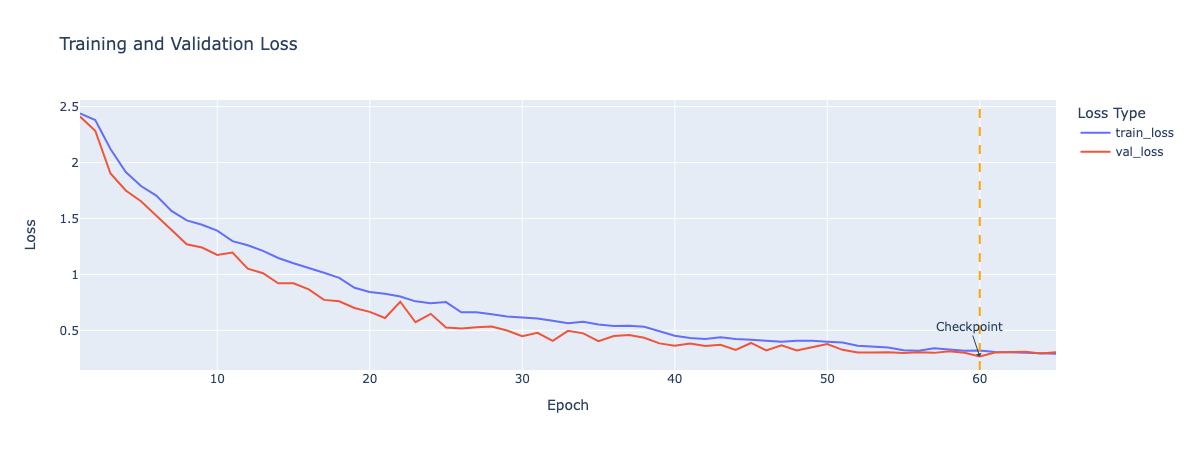 Training and Validation Loss
2.5
2
1.5
1
0.5
Loss
10
20
30
40
50
60
Epoch
Checkpoint
Loss Type
train_loss
val_loss